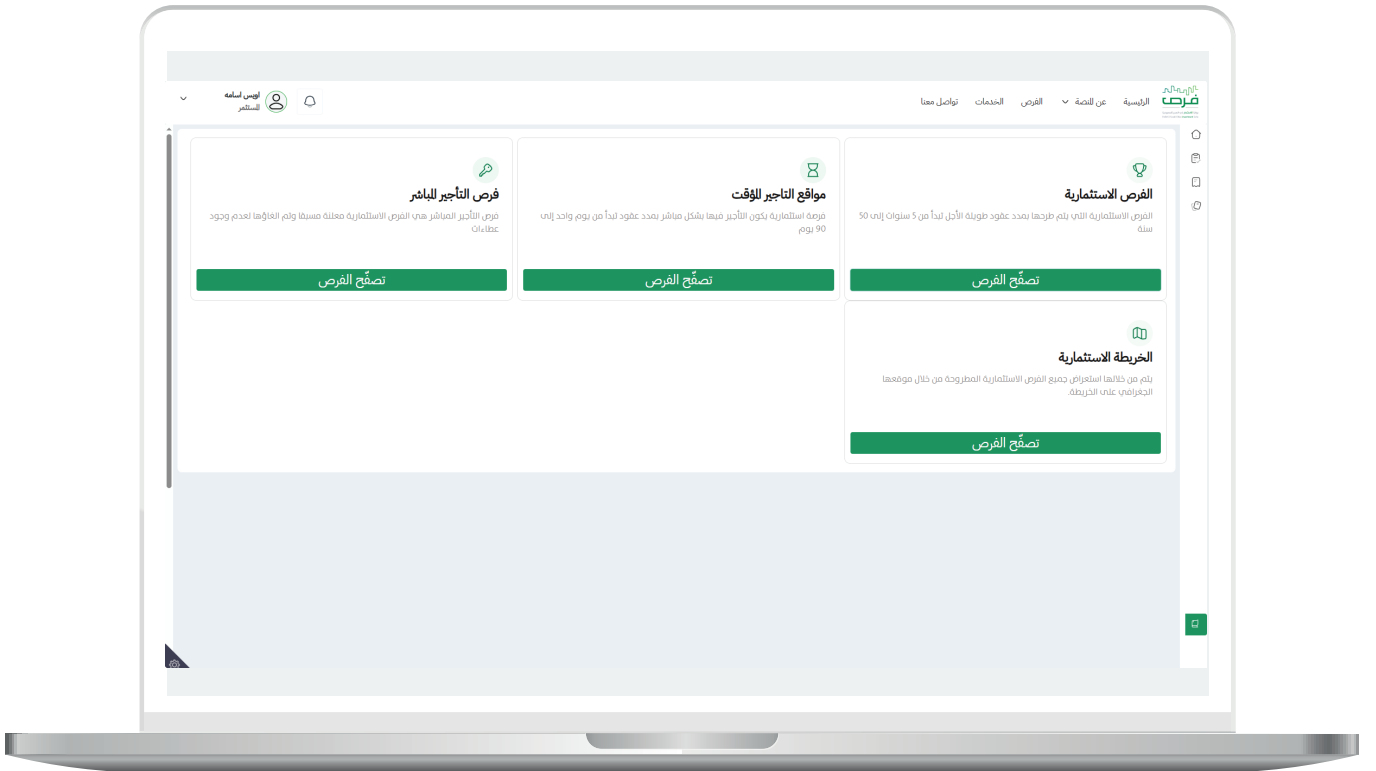 فرص
الرئيسية
عن المنصة
الفرص
الخدمات
تواصل معنا
اويس اسامه
المستثمر
الفرص الاستثمارية
الفرص الاستثمارية التي يتم طرحها بمدد عقود طويلة الأجل تبدأ من 5 سنوات إلى 50
سنة
تصفّح الفرص
مواقع التاجير المؤقت
فرصة استثمارية يكون التأجير فيها بشكل مباشر بمدد عقود تبدأ من يوم واحد إلى
90 يوم
تصفّح الفرص
فرص التأجير المباشر
فرص التأجير المباشر هي الفرص الاستثمارية معلنة مسبقا وتم الغاؤها لعدم وجود
عطاءات
تصفّح الفرص
الخريطة الاستثمارية
يتم من خلالها استعراض جميع الفرص الاستثمارية المطروحة من خلال موقعها
الجغرافي على الخريطة.
تصفّح الفرص